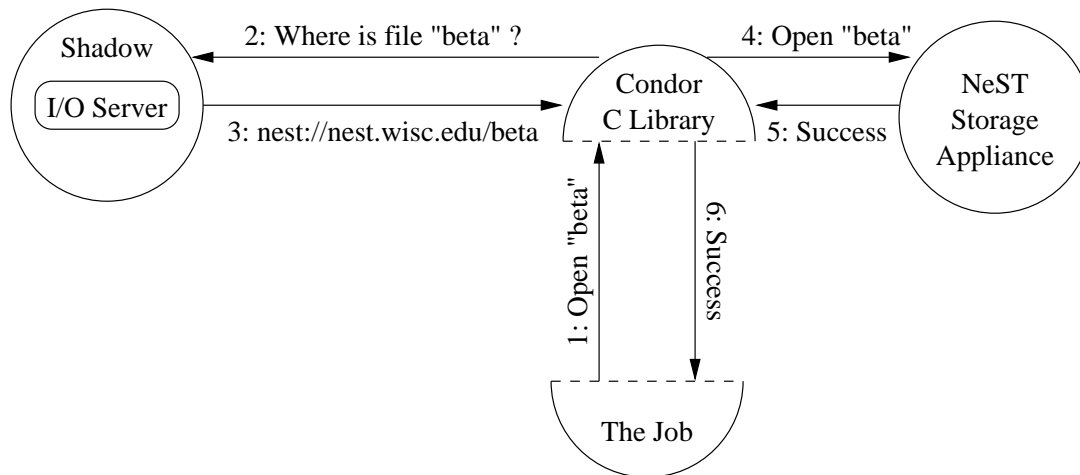 Shadow
I/O Server
2: Where is file "beta" ?
3: nest://nest.wisc.edu/beta
Condor
C Library
4: Open "beta"
5: Success
NeST
Storage
Appliance
1: Open "beta"
6: Success
The Job